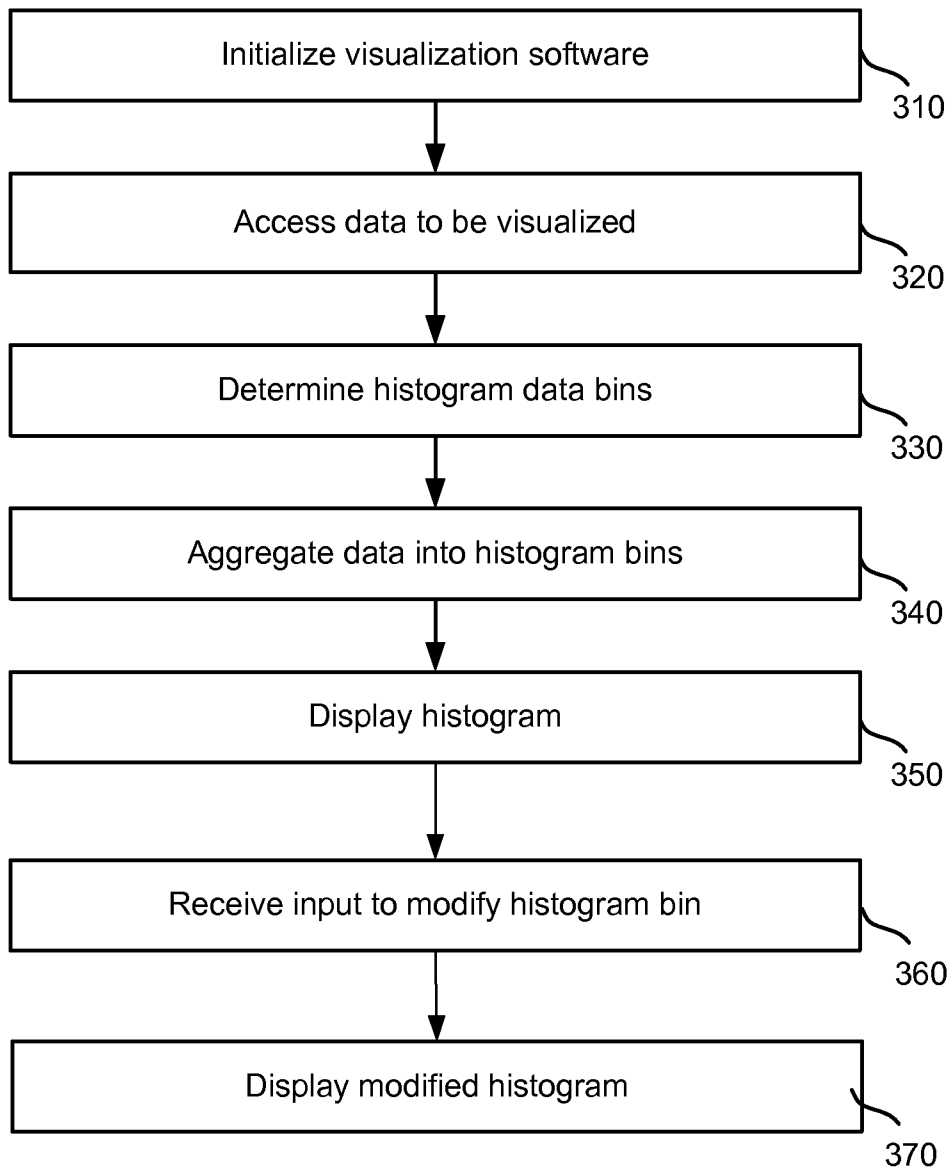 Initialize visualization software
310
Access data to be visualized
320
Determine histogram data bins
330
Aggregate data into histogram bins
340
Display histogram
350
Receive input to modify histogram bin
360
Display modified histogram
370